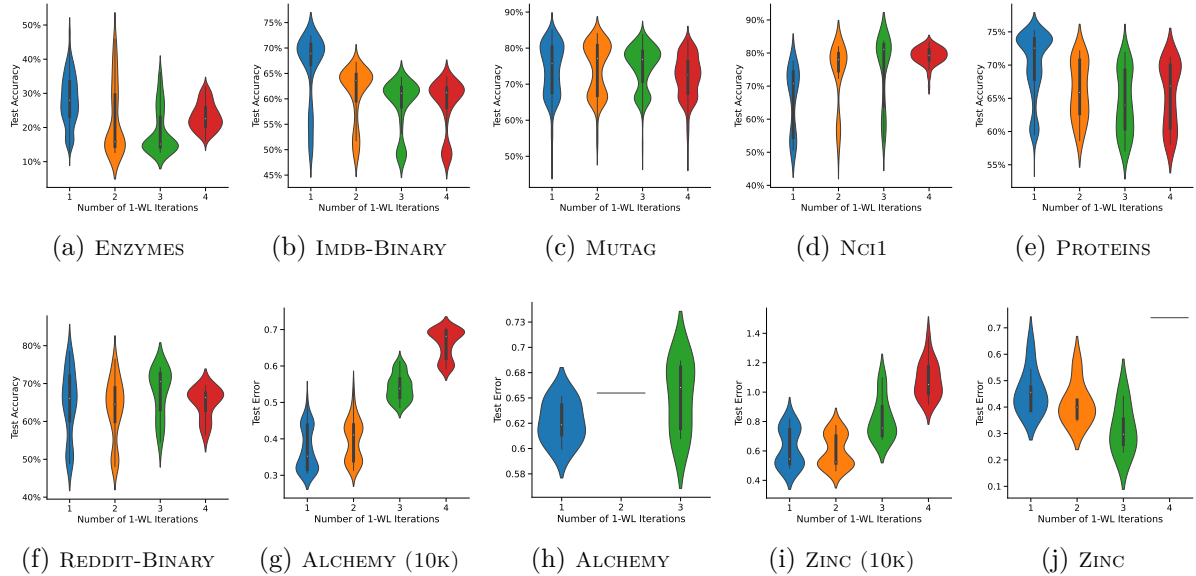 Test Accuracy
50%
40%
30%
20%
10%
1 2 3 4
Number of 1-WL Iterations
(a) ENZYMES
Test Accuracy
75%
70%
65%
60%
55%
50%
45%
1 2 3 4
Number of 1-WL Iterations
(b) IMDB-BINARY
Test Accuracy
90%
80%
70%
60%
50%
1 2 3 4
Number of 1-WL Iterations
(c) MUTAG
Test Accuracy
90%
80%
70%
60%
50%
40%
1 2 3 4
Number of 1-WL Iterations
(d) NCI1
Test Accuracy
75%
70%
65%
60%
55%
1 2 3 4
Number of 1-WL Iterations
(e) PROTEINS
Test Accuracy
80%
70%
60%
50%
40%
1 2 3 4
Number of 1-WL Iterations
(f) REDDIT-BINARY
Test Error
0.7
0.6
0.5
0.4
0.3
1 2 3 4
Number of 1-WL Iterations
(g) ALCHEMY (10K)
Test Error
0.73
0.70
0.68
0.65
0.62
0.60
0.58
1 2 3
Number of 1-WL Iterations
(h) ALCHEMY
Test Error
1.4
1.2
1.0
0.8
0.6
0.4
1 2 3 4
Number of 1-WL Iterations
(i) ZINC (10K)
Test Error
0.7
0.6
0.5
0.4
0.3
0.2
0.1
1 2 3 4
Number of 1-WL Iterations
(j) ZINC